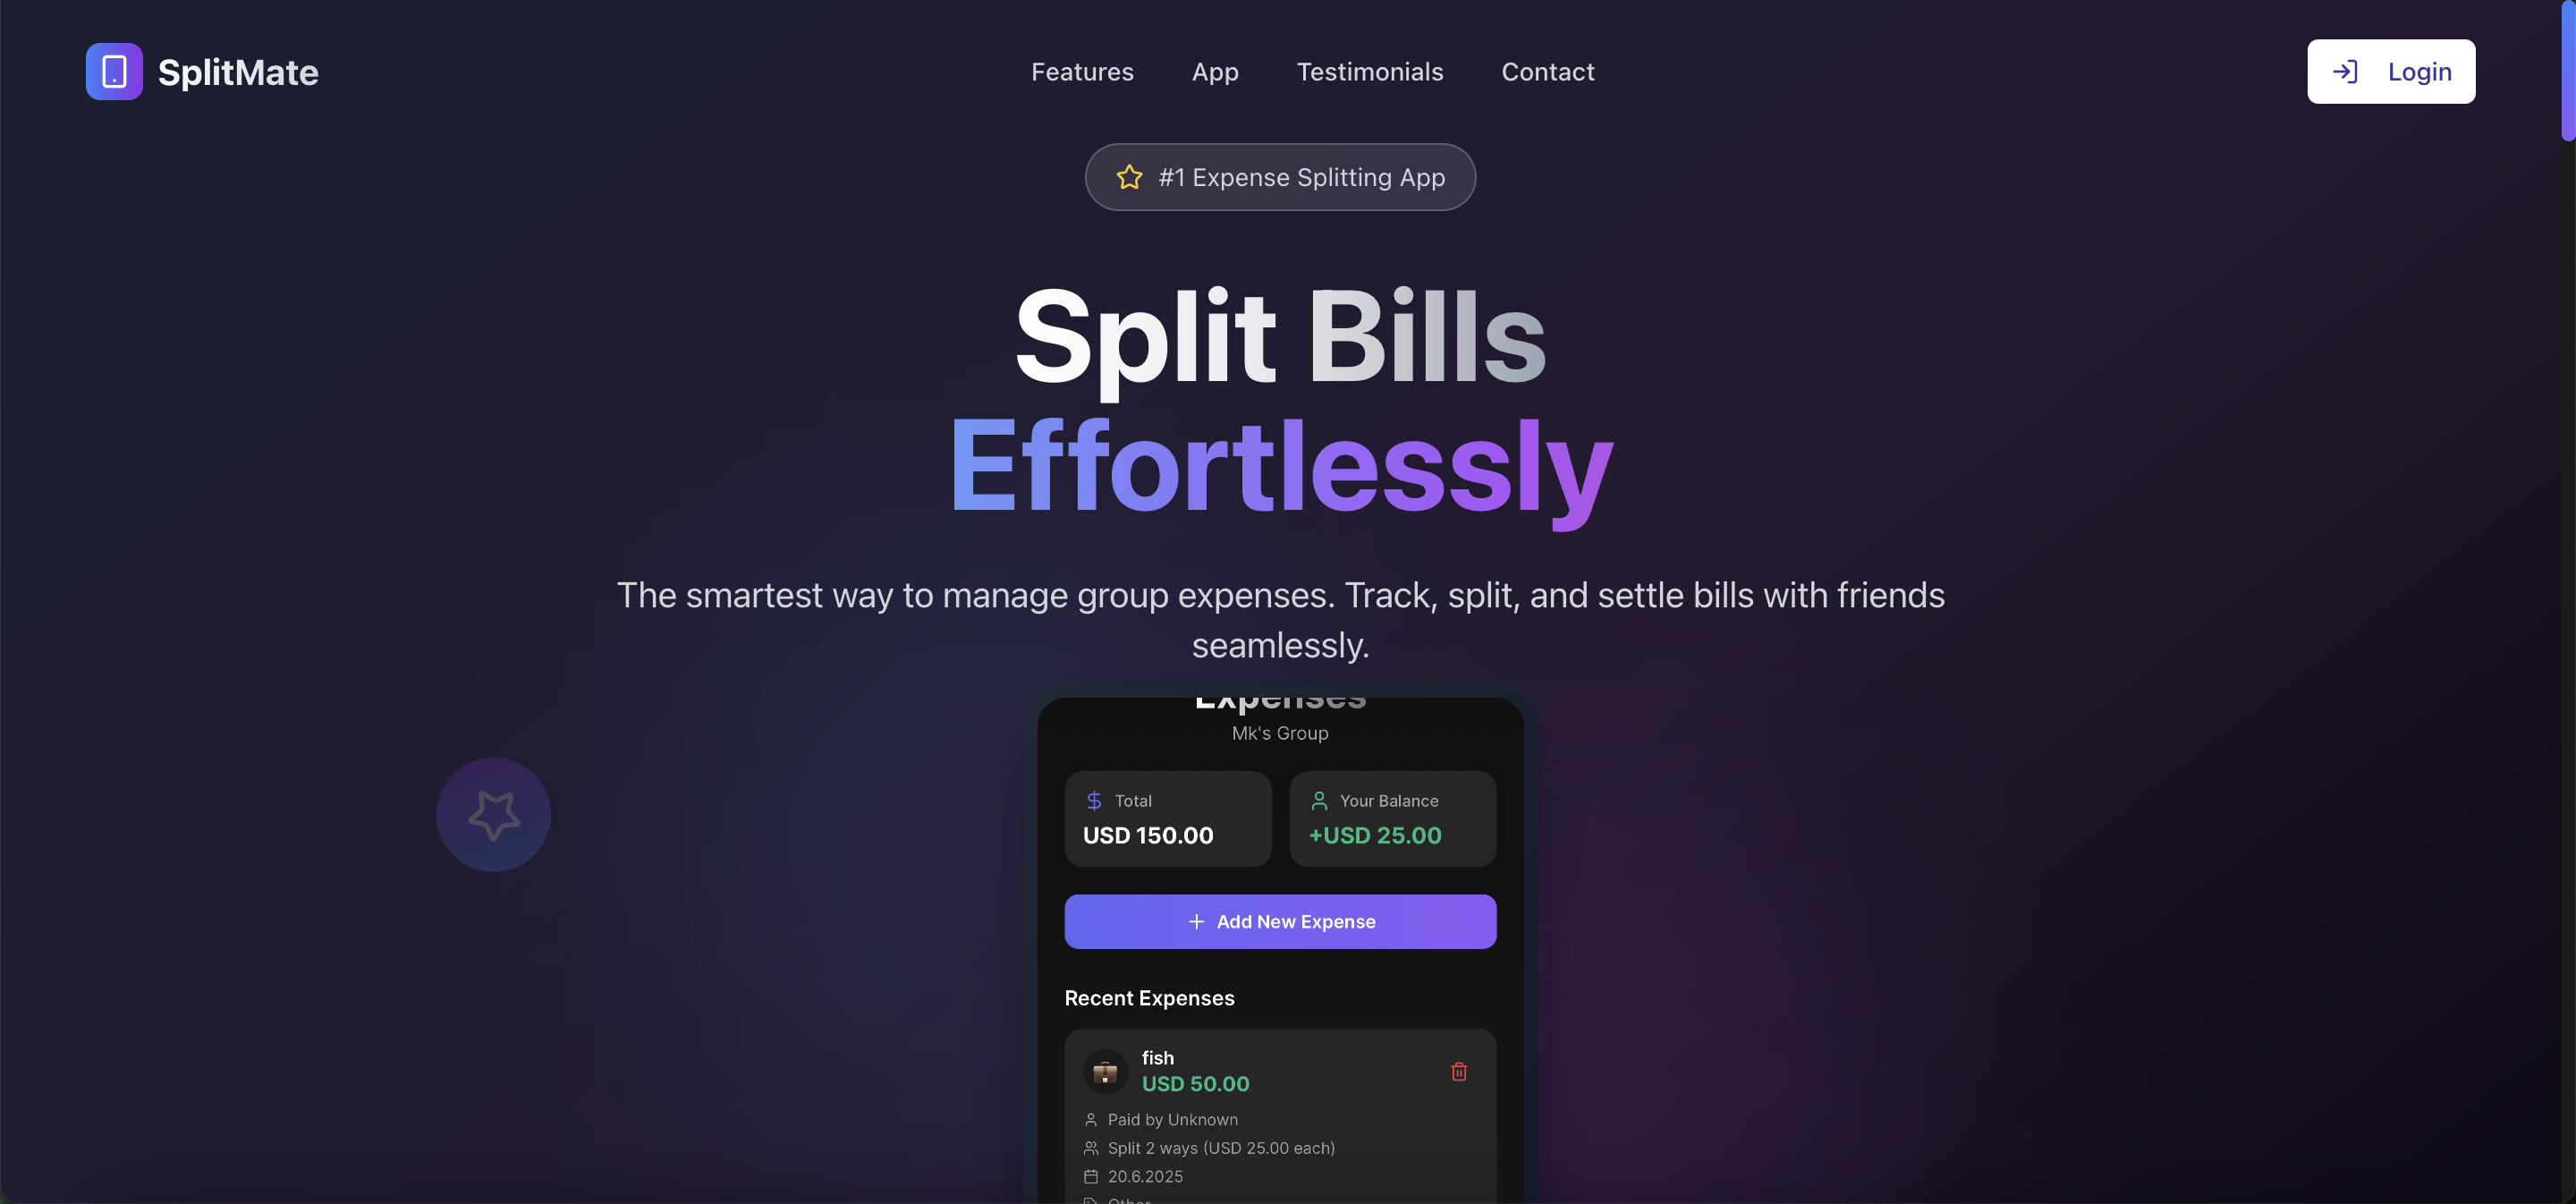 SplitMate
Features
App
Testimonials
Contact
Login
#1 Expense Splitting App
Split Bills
Effortlessly
The smartest way to manage group expenses. Track, split, and settle bills with friends
seamlessly.
Expenses
Mk's Group
Total
USD 150.00
Your Balance
+USD 25.00
Add New Expense
Recent Expenses
fish
USD 50.00
Paid by Unknown
Split 2 ways (USD 25.00 each)
20.6.2025
Other